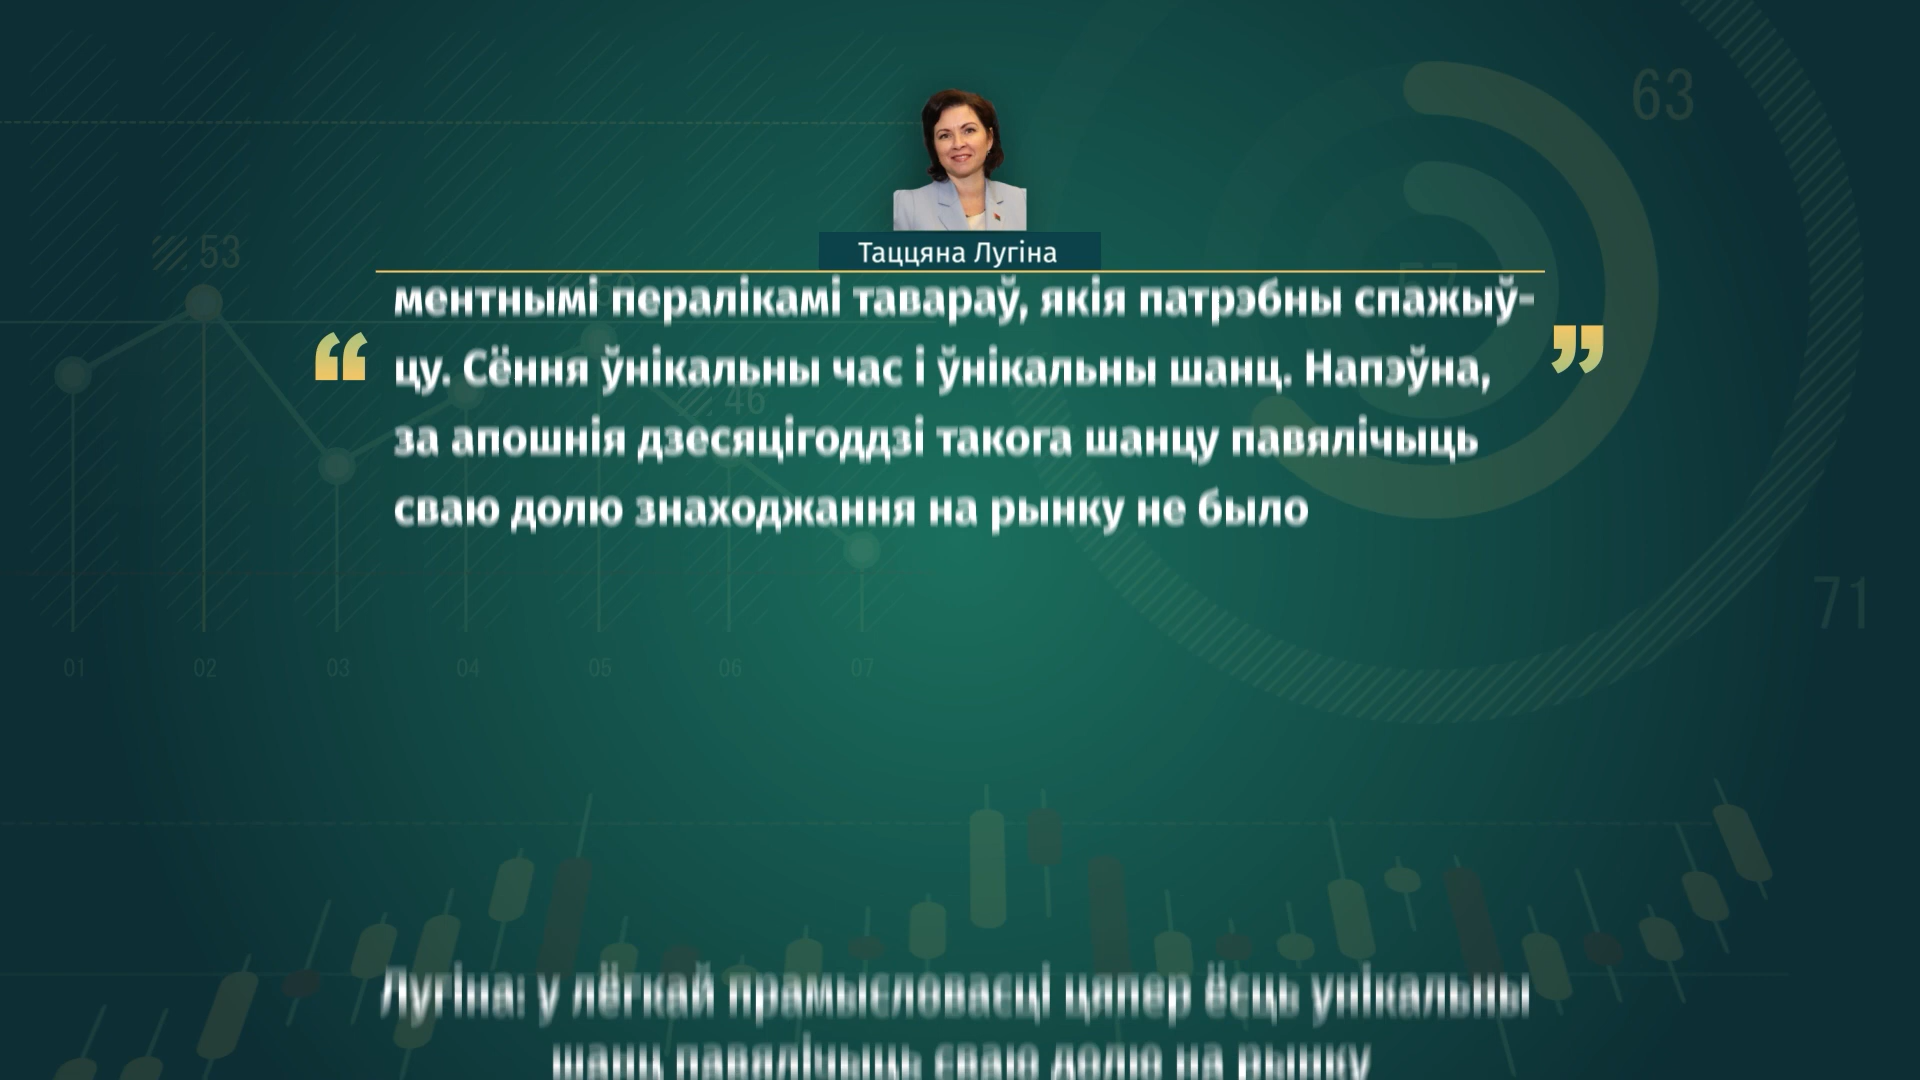 63
53
Таццяна Лугіна
57
50
ментнымі пералікамі тавараў, якія патрэбны спажыў-
“ цу. Сёння ўнікальны час і ўнікальны шанц. Напэўна, ”
46
за апошнія дзесяцігоддзі такога шанцу павялічыць
сваю долю знаходжання на рынку не было
71
01 02 03 04 05 06 07
Лугіна: у лёгкай прамысловасці цяпер ёсць унікальны
шанц павялічыць сваю долю на рынку